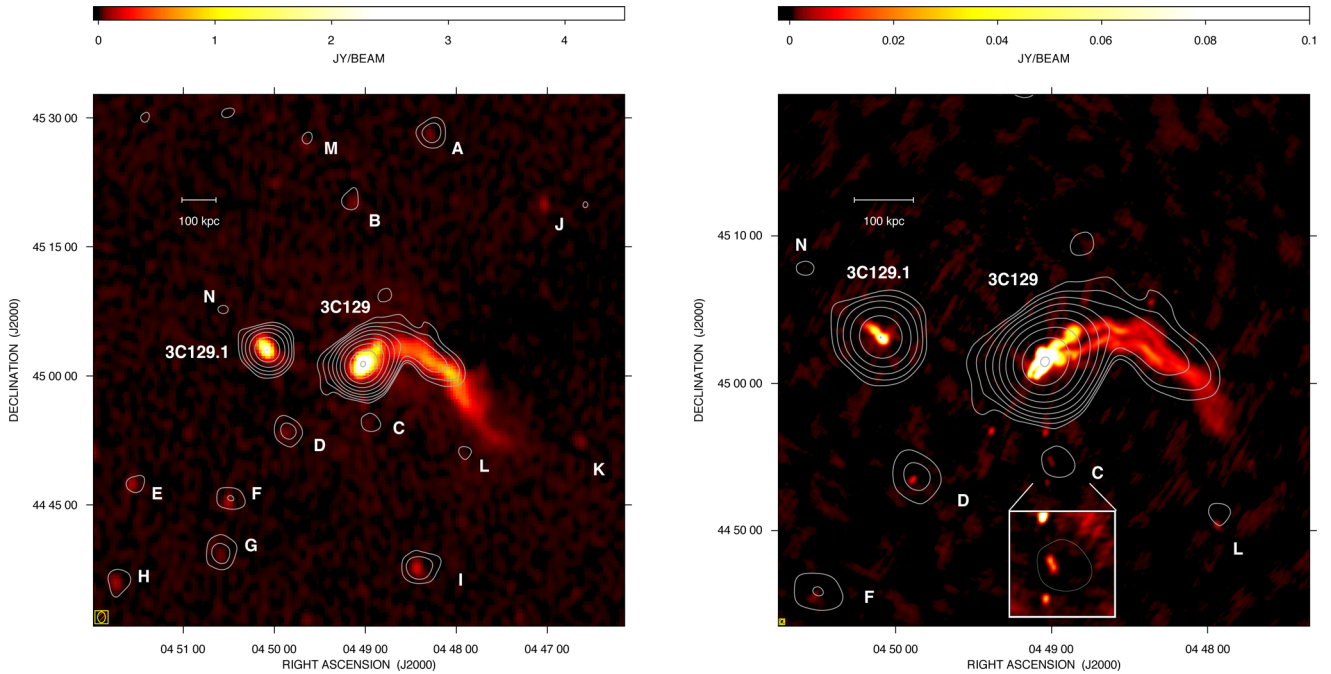 0 1 2 3 4
JY/BEAM
45 30 00
45 15 00
45 00 00
44 45 00
DECLINATION (J2000)
M
A
100 kpc
B
J
N
3C129
3C129.1
C
D
L
K
E
F
G
H
I
04 51 00 04 50 00 04 49 00 04 48 00 04 47 00
RIGHT ASCENSION (J2000)
0 0.02 0.04 0.06 0.08 0.1
JY/BEAM
45 10 00
45 00 00
44 50 00
DECLINATION (J2000)
100 kpc
N
3C129.1
3C129
C
D
L
F
04 50 00 04 49 00 04 48 00
RIGHT ASCENSION (J2000)